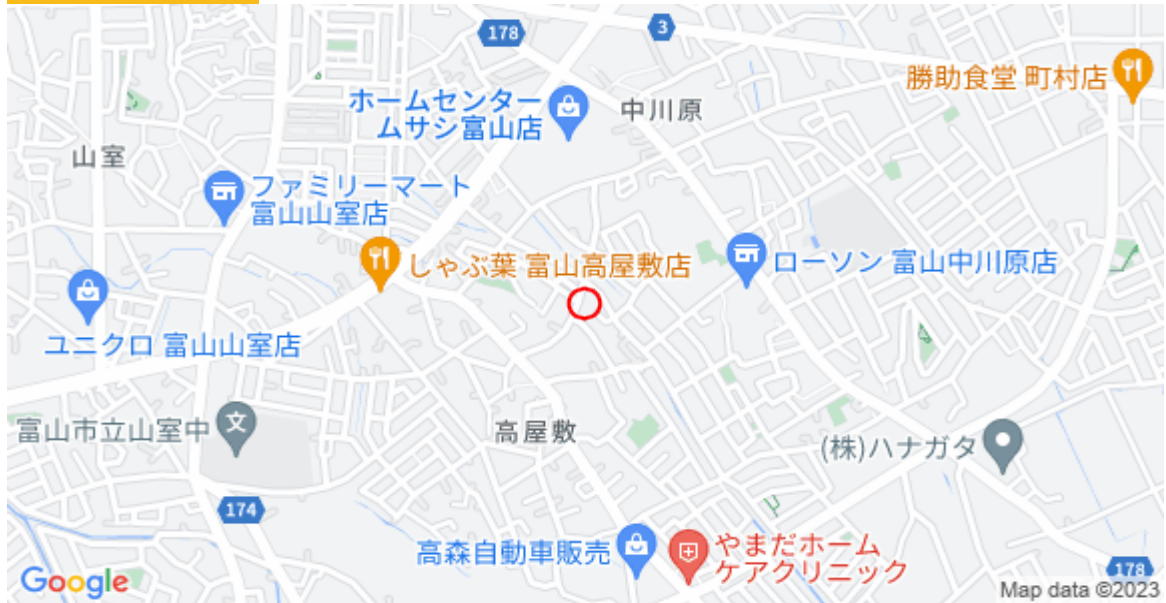 178
3
勝助食堂 町村店
ホームセンター
ムサシ富山店
中川原
山室
ファミリーマート
富山山室店
しゃぶ葉 富山高屋敷店
ローソン 富山中川原店
ユニクロ 富山山室店
富山市立山室中
文
高屋敷
(株)ハナガタ
174
高森自動車販売
やまだホーム
ケアクリニック
178
Google
Map data ©2023